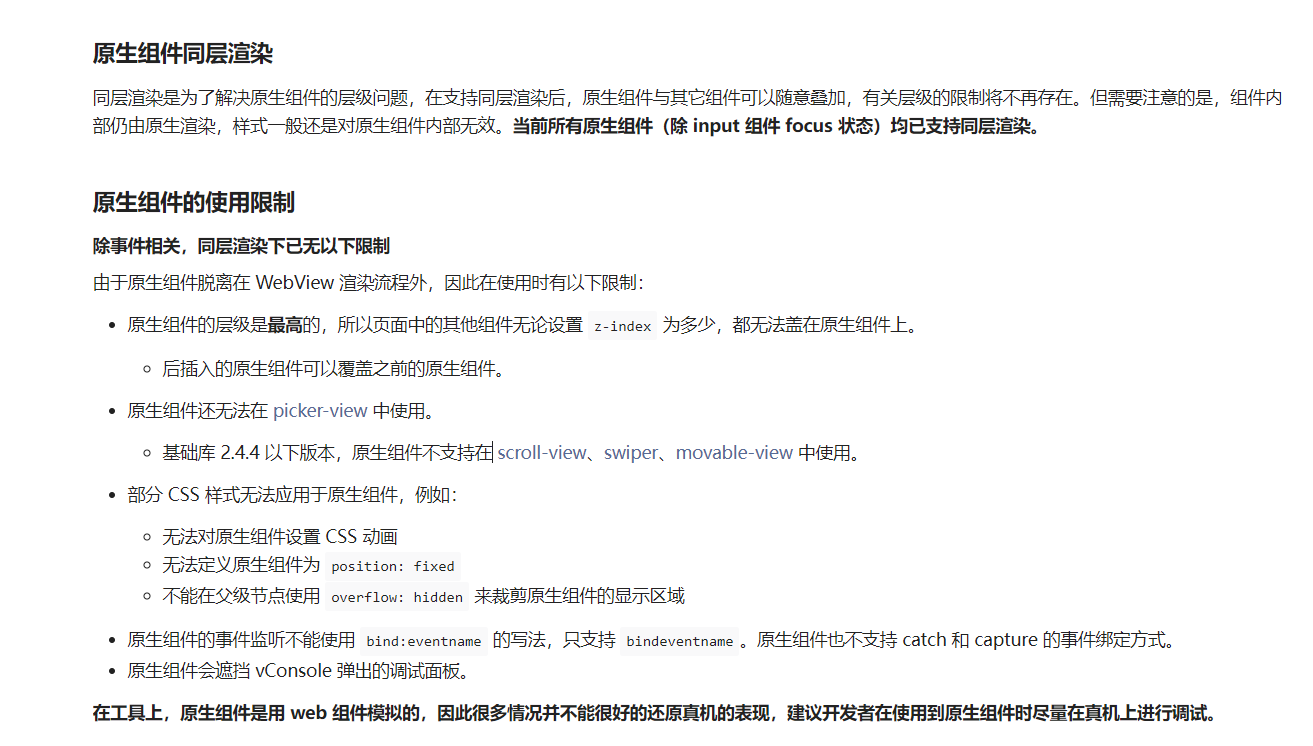 原生组件同层渲染
同层渲染是为了解决原生组件的层级问题，在支持同层渲染后，原生组件与其它组件可以随意叠加，有关层级的限制将不再存在。但需要注意的是，组件内
部仍由原生渲染，样式一般还是对原生组件内部无效。当前所有原生组件（除 input 组件 focus 状态）均已支持同层渲染。
原生组件的使用限制
除事件相关，同层渲染下已无以下限制
由于原生组件脱离在 WebView 渲染流程外，因此在使用时有以下限制：
原生组件的层级是最高的，所以页面中的其他组件无论设置 z-index 为多少，都无法盖在原生组件上。
后插入的原生组件可以覆盖之前的原生组件。
原生组件还无法在 picker-view 中使用。
基础库 2.4.4 以下版本，原生组件不支持在 scroll-view、swiper、movable-view 中使用。
部分 CSS 样式无法应用于原生组件，例如：
无法对原生组件设置 CSS 动画
无法定义原生组件为 position: fixed
不能在父级节点使用 overflow: hidden 来裁剪原生组件的显示区域
原生组件的事件监听不能使用 bind:eventname 的写法，只支持 bindeventname 。原生组件也不支持 catch 和 capture 的事件绑定方式。
原生组件会遮挡 vConsole 弹出的调试面板。
在工具上，原生组件是用 web 组件模拟的，因此很多情况并不能很好的还原真机的表现，建议开发者在使用到原生组件时尽量在真机上进行调试。